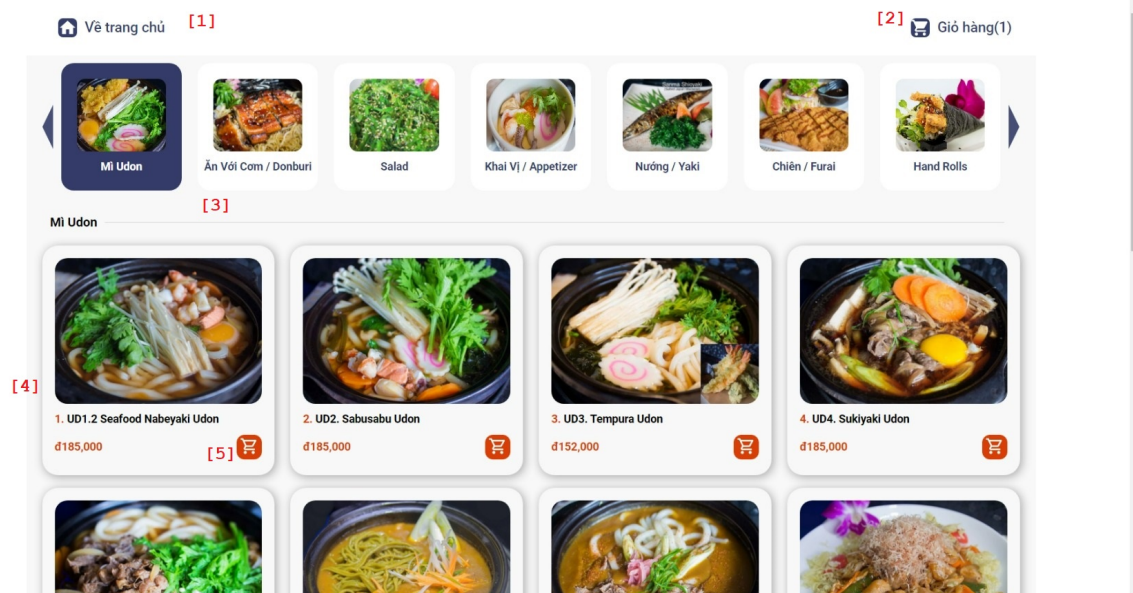 Về trang chủ [1]
[2] Giỏ hàng(1)
Mì Udon
Ăn Với Cơm / Donburi
Salad
Khai Vị / Appetizer
Nướng / Yaki
Chiên / Furai
Hand Rolls
[3]
Mì Udon
[4]
1. UD1.2 Seafood Nabeyaki Udon
đ185,000
[5]
2. UD2. Sabusabu Udon
đ185,000
3. UD3. Tempura Udon
đ152,000
4. UD4. Sukiyaki Udon
đ185,000